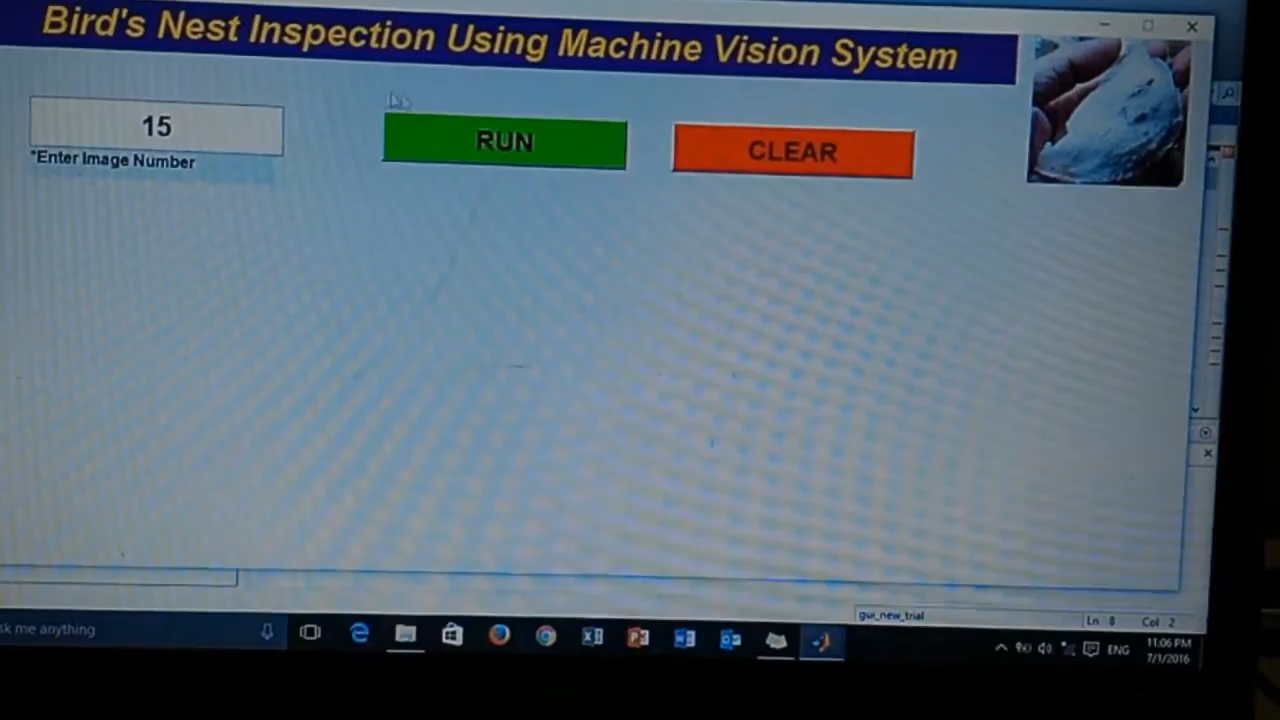 Bird's Nest Inspection Using Machine Vision System
15
RUN
CLEAR
*Enter Image Number
gui_new_trial
Ln 8 Col 2
sk me anything
ENG
11:06 PM
7/1/2016